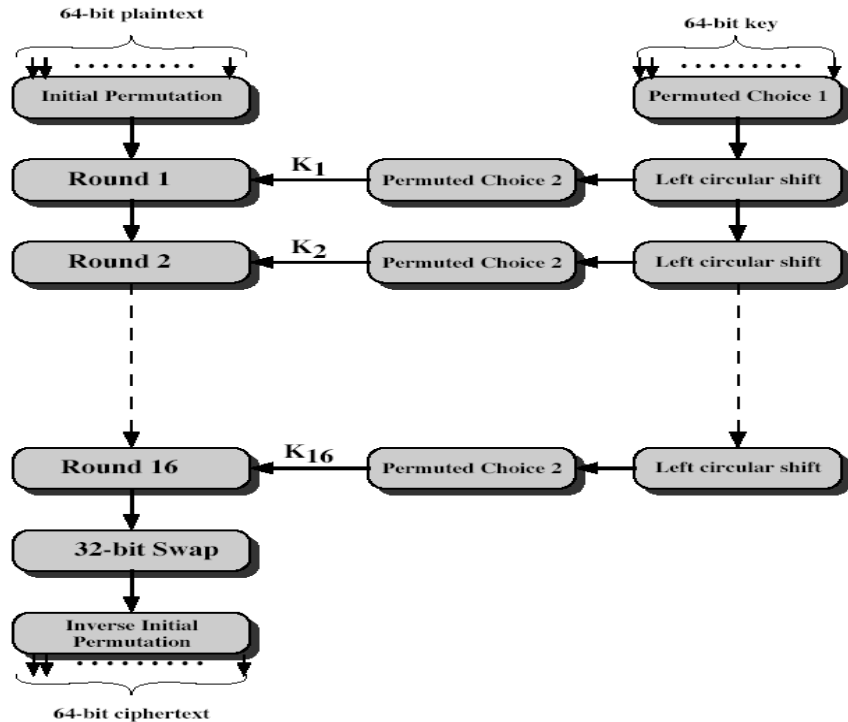 64-bit plaintext
64-bit key
Initial Permutation
Permuted Choice 1
Round 1
K1
Permuted Choice 2
Left circular shift
Round 2
K2
Permuted Choice 2
Left circular shift
Round 16
K16
Permuted Choice 2
Left circular shift
32-bit Swap
Inverse Initial
Permutation
64-bit ciphertext